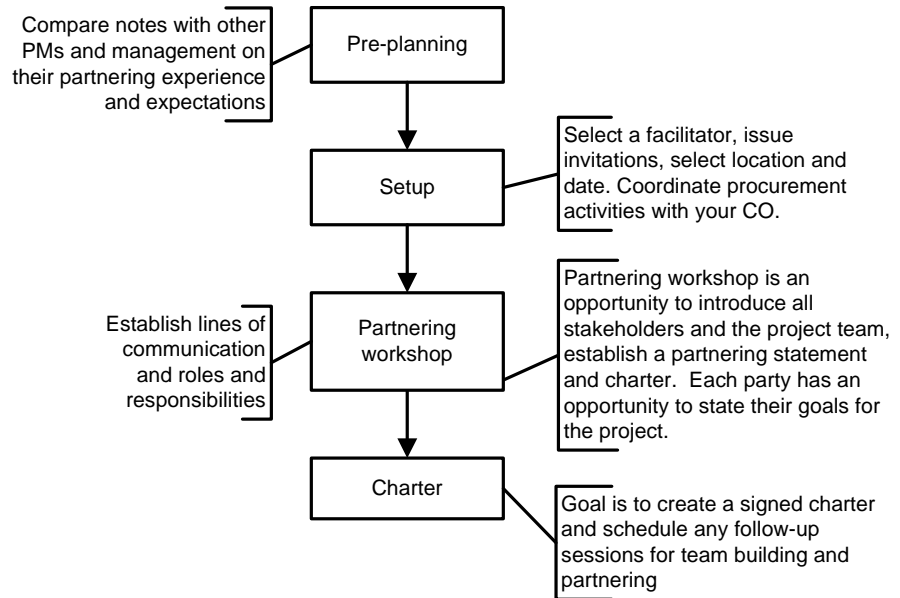 Compare notes with other
PMs and management on
their partnering experience
and expectations
Pre-planning
Setup
Select a facilitator, issue
invitations, select location and
date. Coordinate procurement
activities with your CO.
Establish lines of
communication
and roles and
responsibilities
Partnering
workshop
Partnering workshop is an
opportunity to introduce all
stakeholders and the project team,
establish a partnering statement
and charter.  Each party has an
opportunity to state their goals for
the project.
Charter
Goal is to create a signed charter
and schedule any follow-up
sessions for team building and
partnering